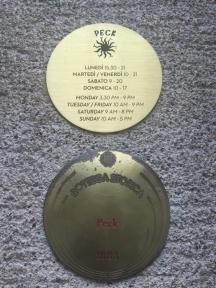 PECK
LUNEDÌ 15.30 - 21
MARTEDÌ / VENERDÌ 10 - 21
SABATO 9 - 20
DOMENICA 10 - 17
MONDAY 3.30 PM - 9 PM
TUESDAY / FRIDAY 10 AM - 9 PM
SATURDAY 9 AM - 8 PM
SUNDAY 10 AM - 5 PM
BOTTEGA STORICA
Peck